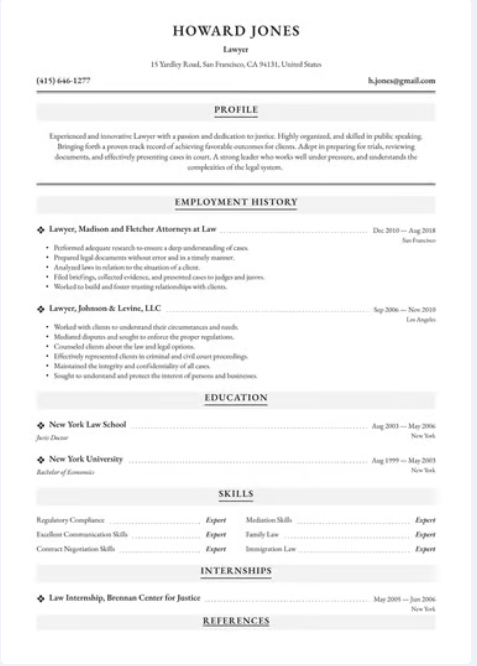 HOWARD JONES
Lawyer
15 Yardley Road, San Francisco, CA 94131, United States
(415) 646-1277 h.jones@gmail.com
PROFILE
Experienced and innovative Lawyer with a passion and dedication to justice. Highly organized, and skilled in public speaking.
Bringing forth a proven track record of achieving favorable outcomes for clients. Adept in preparing for trials, reviewing
documents, and effectively presenting cases in court. A strong leader who works well under pressure, and understands the
complexities of the legal system.
EMPLOYMENT HISTORY
Lawyer, Madison and Fletcher Attorneys at Law Dec 2010 — Aug 2018
San Francisco
• Performed adequate research to ensure a deep understanding of cases.
• Prepared legal documents without error and in a timely manner.
• Analyzed laws in relation to the situation of a client.
• Filed briefings, collected evidence, and presented cases to judges and juries.
• Worked to build and foster trusting relationships with clients.
Lawyer, Johnson & Levine, LLC Sep 2006 — Nov 2010
Los Angeles
• Worked with clients to understand their circumstances and needs.
• Mediated disputes and sought to enforce the proper regulations.
• Counseled clients about the law and legal options.
• Effectively represented clients in criminal and civil court proceedings.
• Maintained the integrity and confidentiality of all cases.
• Sought to understand and protect the interest of persons and businesses.
EDUCATION
New York Law School Aug 2003 — May 2006
Juris Doctor New York
New York University Aug 1999 — May 2003
Bachelor of Economics New York
SKILLS
Regulatory Compliance Expert Mediation Skills Expert
Excellent Communication Skills Expert Family Law Expert
Contract Negotiation Skills Expert Immigration Law Expert
INTERNSHIPS
Law Internship, Brennan Center for Justice May 2005 — Jun 2006
New York
REFERENCES